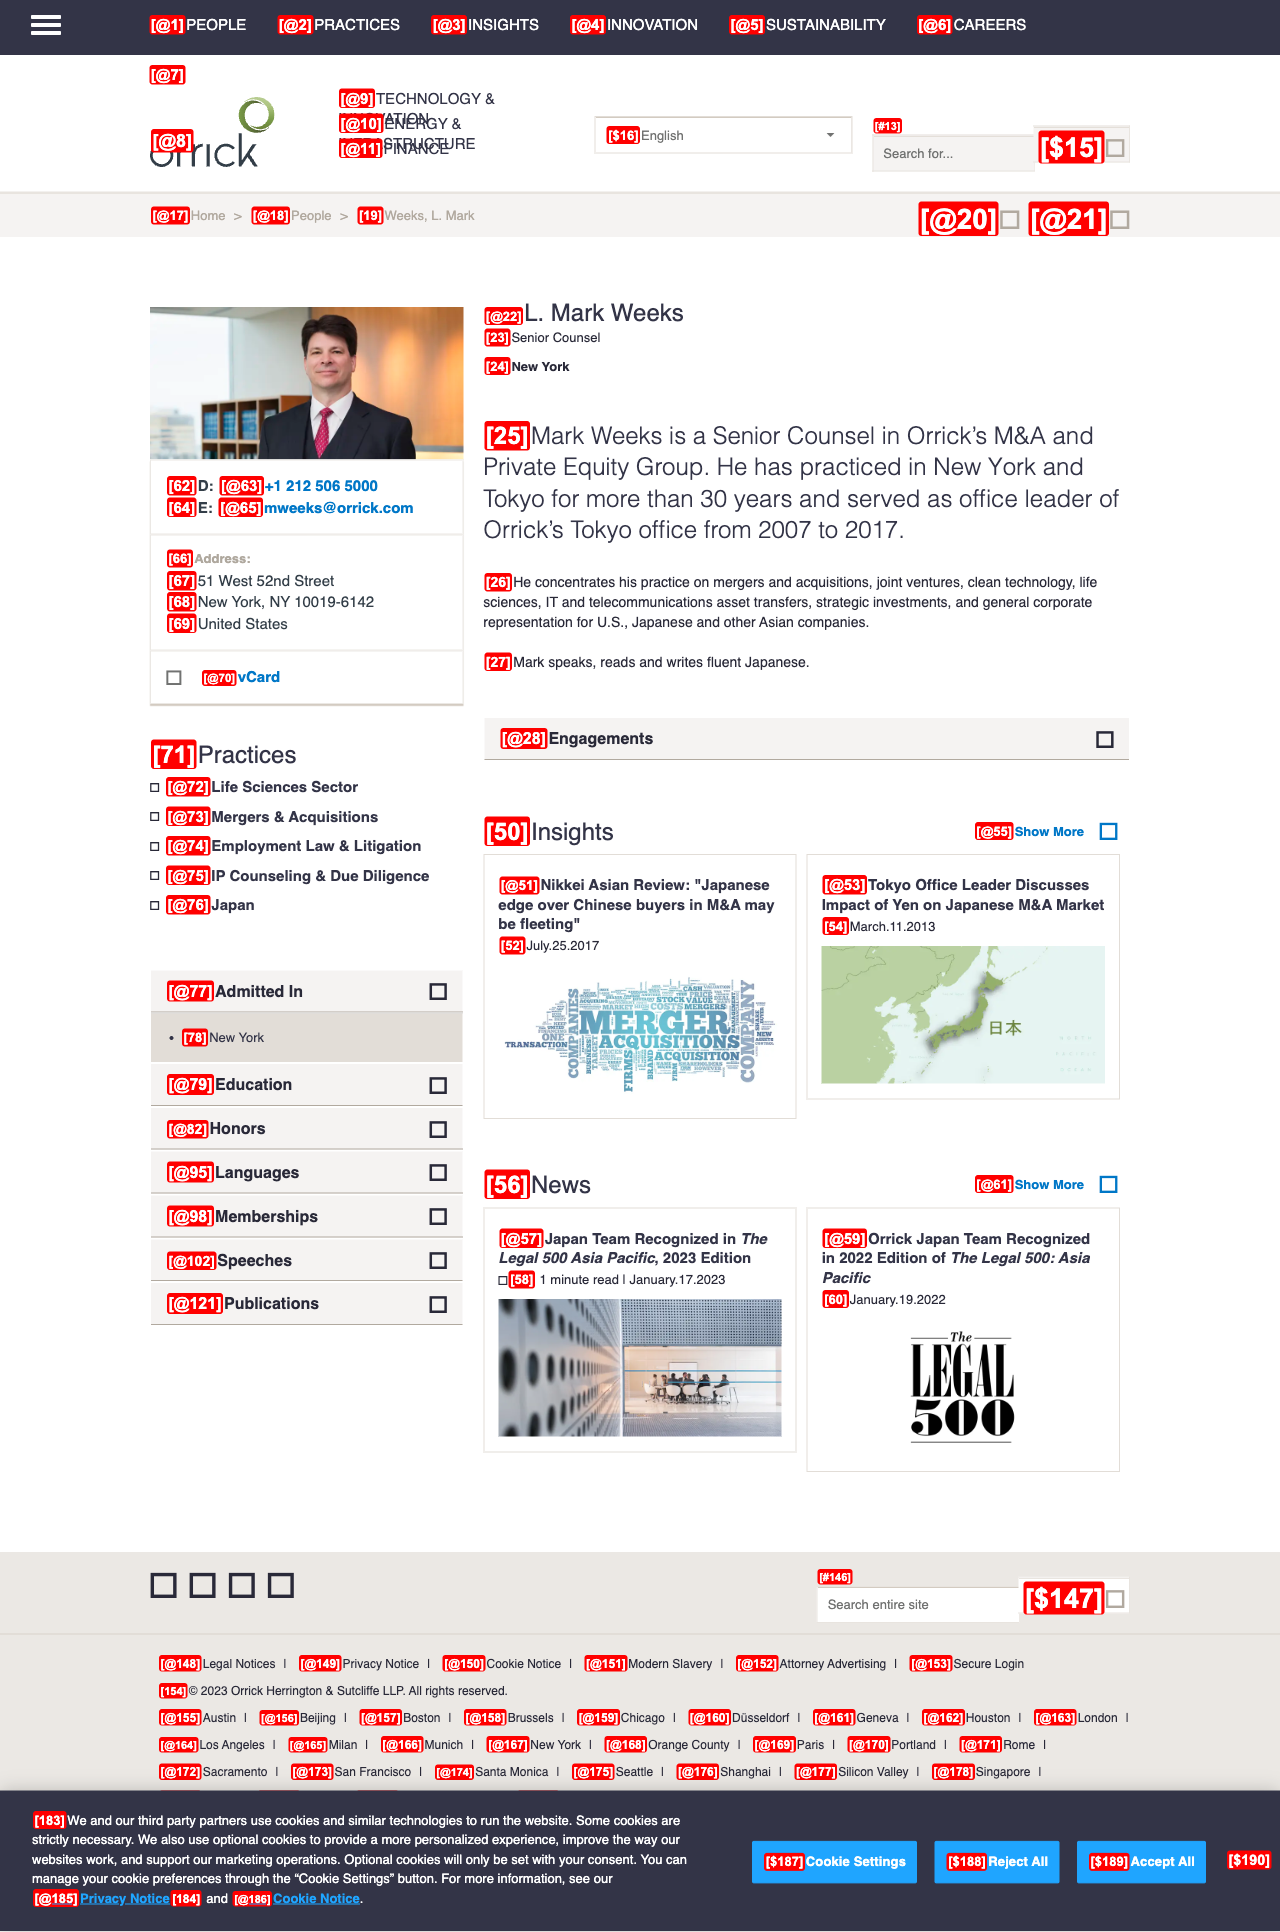 [@1]PEOPLE [@2]PRACTICES [@3]INSIGHTS [@4]INNOVATION [@5]SUSTAINABILITY [@6]CAREERS
[@7]
[@8]
orrick
[@9]TECHNOLOGY &
[@10]ENERGY &
[@11]FINANCE
[$16]English
[#13]
Search for...
[$15]
[@17]Home > [@18]People > [19]Weeks, L. Mark
[@20] [@21]
[@22]L. Mark Weeks
[23]Senior Counsel
[24]New York
[25]Mark Weeks is a Senior Counsel in Orrick's M&A and
Private Equity Group. He has practiced in New York and
Tokyo for more than 30 years and served as office leader of
Orrick's Tokyo office from 2007 to 2017.
[26]He concentrates his practice on mergers and acquisitions, joint ventures, clean technology, life
sciences, IT and telecommunications asset transfers, strategic investments, and general corporate
representation for U.S., Japanese and other Asian companies.
[27]Mark speaks, reads and writes fluent Japanese.
[@28]Engagements
[62]D: [@63]+1 212 506 5000
[64]E: [@65]mweeks@orrick.com
[66]Address:
[67]51 West 52nd Street
[68]New York, NY 10019-6142
[69]United States
[@70]vCard
[71]Practices
[@72]Life Sciences Sector
[@73]Mergers & Acquisitions
[@74]Employment Law & Litigation
[@75]IP Counseling & Due Diligence
[@76]Japan
[@77]Admitted In
• [78]New York
[@79]Education
[@82]Honors
[@95]Languages
[@98]Memberships
[@102]Speeches
[@121]Publications
[50]Insights
[@55]Show More
[@51]Nikkei Asian Review: "Japanese
edge over Chinese buyers in M&A may
be fleeting"
[52]July.25.2017
COMPANIES
TRANSACTION
ONE
STOCK VALUE
COSTS MERGERS
MERGER
ACQUISITIONS
ACQUISITION
FIRMS
BRAND
FIRM
COMPANY
[@53]Tokyo Office Leader Discusses
Impact of Yen on Japanese M&A Market
[54]March.11.2013
日本
[56]News
[@61]Show More
[@57]Japan Team Recognized in The
Legal 500 Asia Pacific, 2023 Edition
[58] 1 minute read | January.17.2023
[@59]Orrick Japan Team Recognized
in 2022 Edition of The Legal 500: Asia
Pacific
[60]January.19.2022
The
LEGAL
500
[#146]
Search entire site
[$147]
[@148]Legal Notices | [@149]Privacy Notice | [@150]Cookie Notice | [@151]Modern Slavery | [@152]Attorney Advertising | [@153]Secure Login
[154]© 2023 Orrick Herrington & Sutcliffe LLP. All rights reserved.
[@155]Austin | [@156]Beijing | [@157]Boston | [@158]Brussels | [@159]Chicago | [@160]Düsseldorf | [@161]Geneva | [@162]Houston | [@163]London |
[@164]Los Angeles | [@165]Milan | [@166]Munich | [@167]New York | [@168]Orange County | [@169]Paris | [@170]Portland | [@171]Rome |
[@172]Sacramento | [@173]San Francisco | [@174]Santa Monica | [@175]Seattle | [@176]Shanghai | [@177]Silicon Valley | [@178]Singapore |
[183]We and our third party partners use cookies and similar technologies to run the website. Some cookies are
strictly necessary. We also use optional cookies to provide a more personalized experience, improve the way our
websites work, and support our marketing operations. Optional cookies will only be set with your consent. You can
manage your cookie preferences through the "Cookie Settings" button. For more information, see our
[@185]Privacy Notice[184] and [@186]Cookie Notice.
[$187]Cookie Settings [$188]Reject All [$189]Accept All [$190]